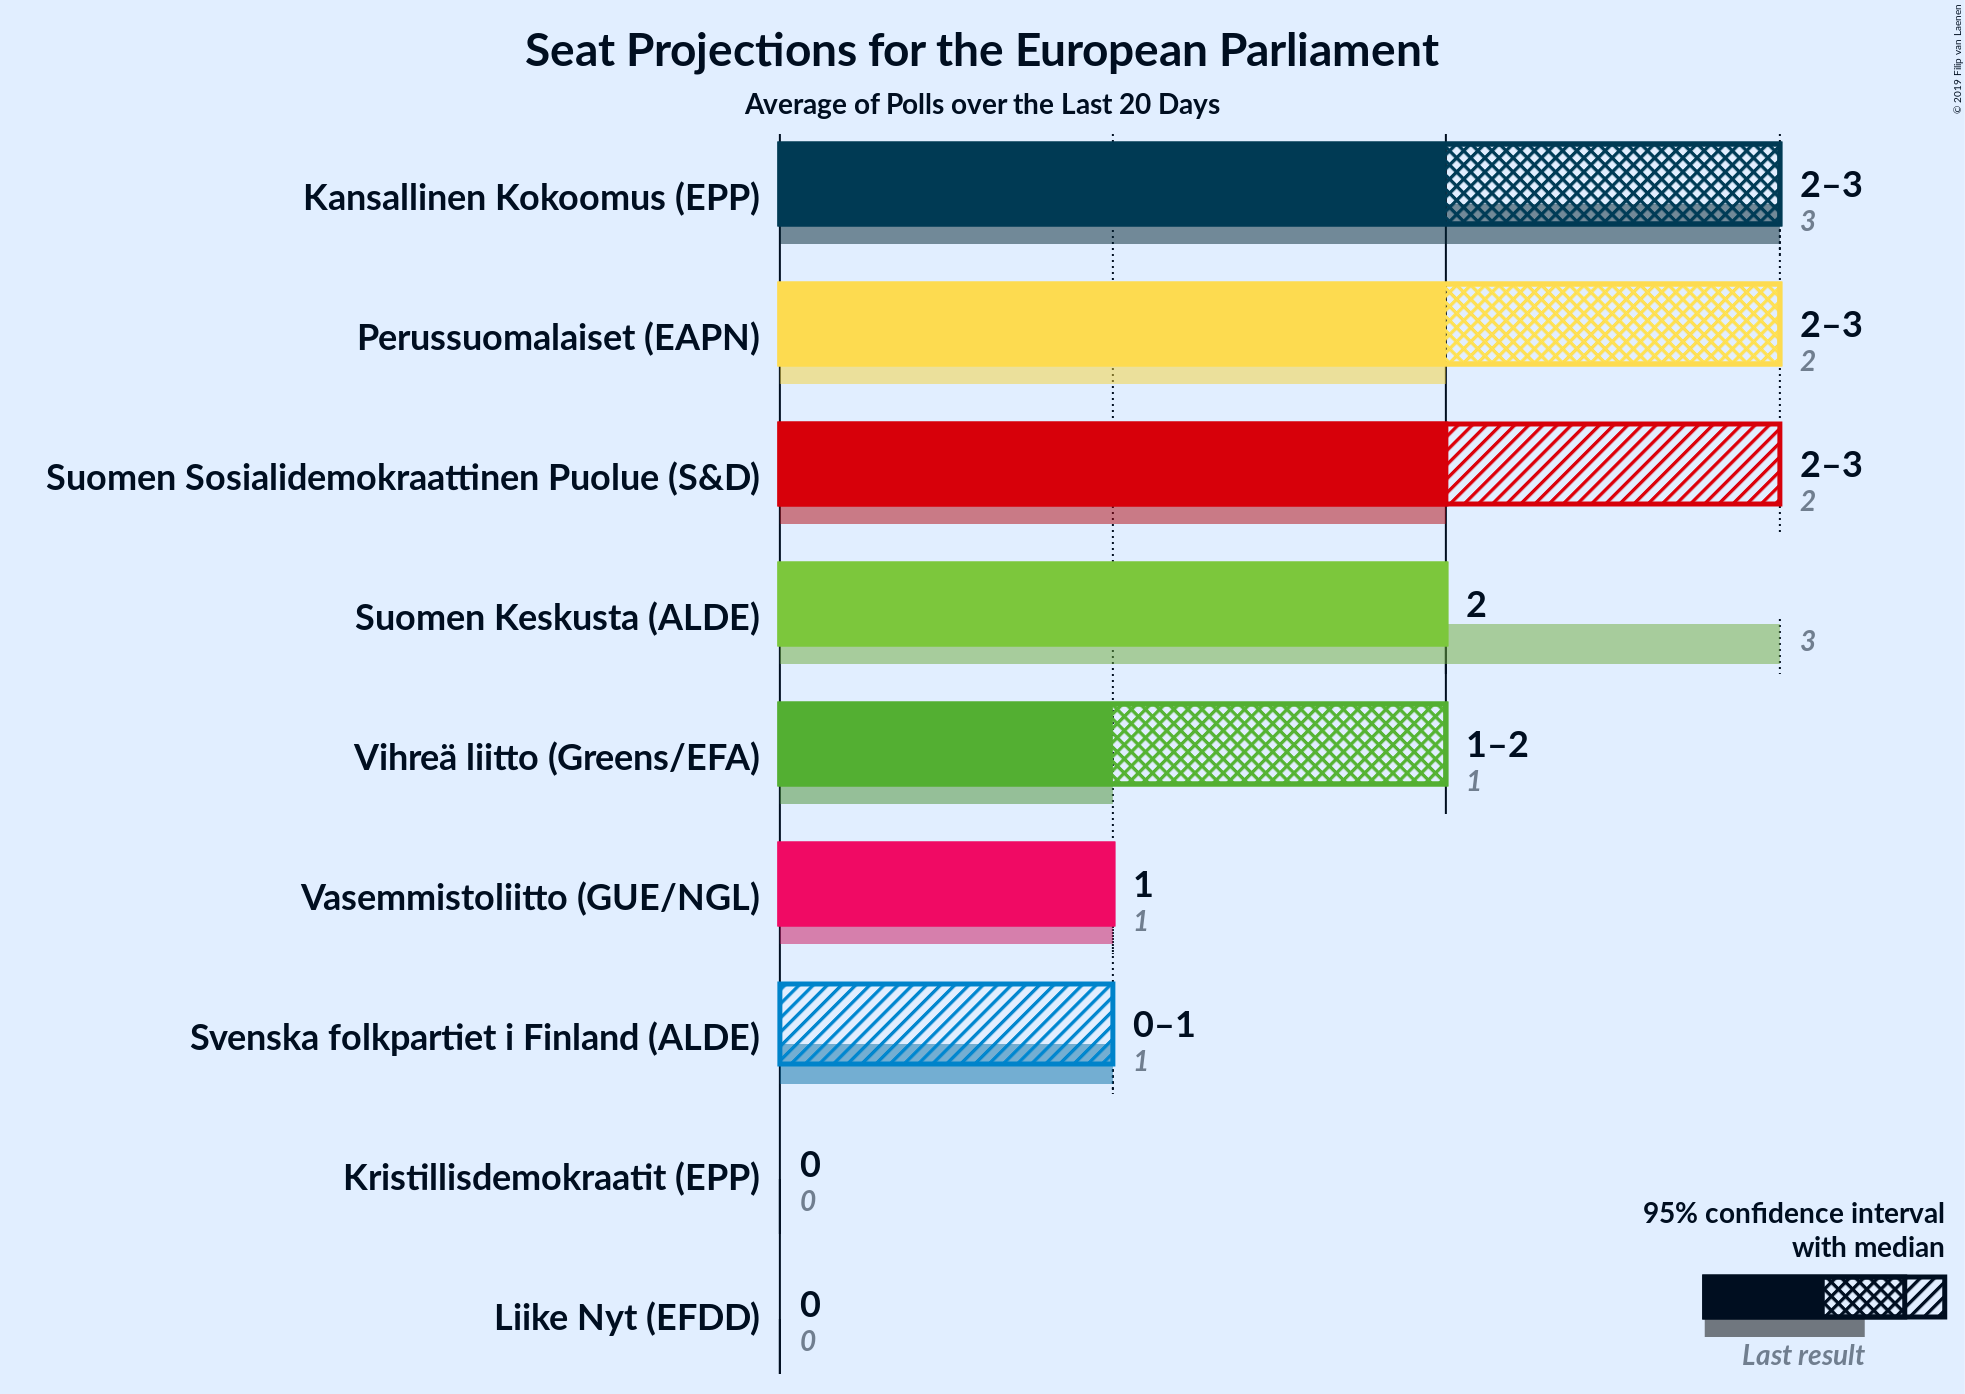 Seat Projections for the European Parliament
Average of Polls over the Last 20 Days
© 2019 Filip van Laenen
Kansallinen Kokoomus (EPP)
2–3
3
Perussuomalaiset (EAPN)
2–3
2
Suomen Sosialidemokraattinen Puolue (S&D)
2–3
2
Suomen Keskusta (ALDE)
2
3
Vihreä liitto (Greens/EFA)
1–2
1
Vasemmistoliitto (GUE/NGL)
1
1
Svenska folkpartiet i Finland (ALDE)
0–1
1
Kristillisdemokraatit (EPP)
0
0
Liike Nyt (EFDD)
0
0
95% confidence interval
with median
Last result